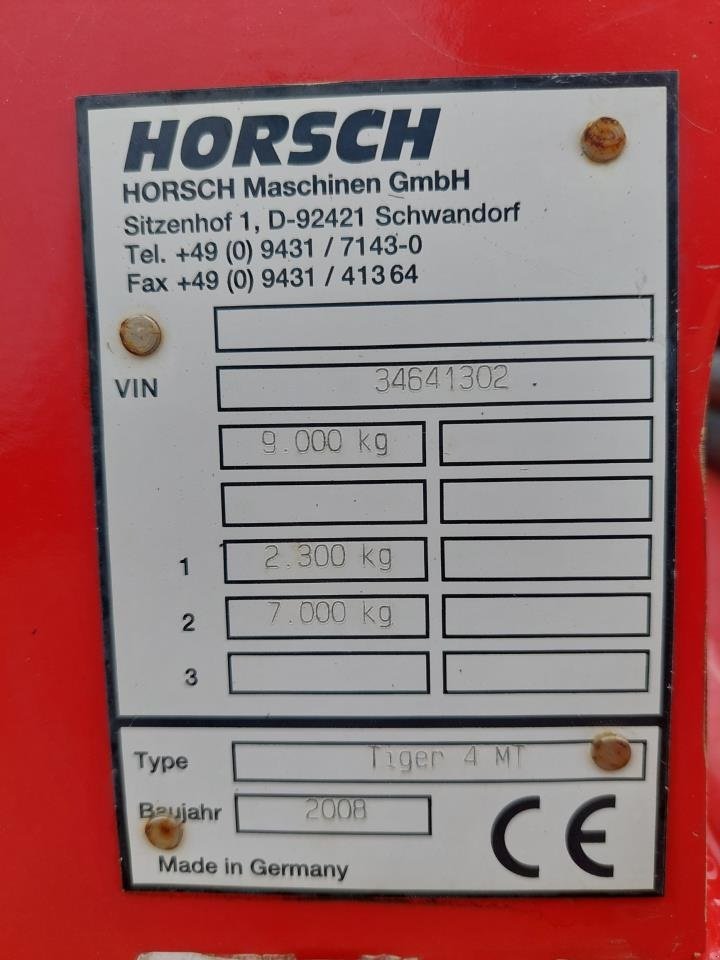 HORSCH
HORSCH Maschinen GmbH
Sitzenhof 1, D-92421 Schwandorf
Tel. +49 (0) 9431 / 7143-0
Fax +49 (0) 9431 / 41364
VIN 34641302
9.000 kg
1 2.300 kg
2 7.000 kg
3
Type Tiger 4 MT
Baujahr 2008
Made in Germany CE